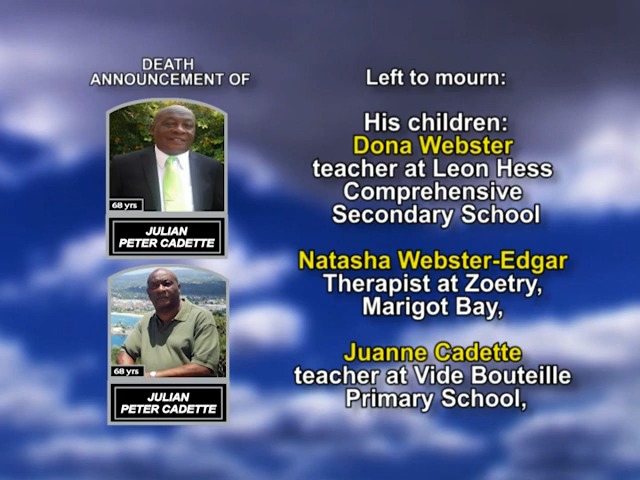 DEATH
ANNOUNCEMENT OF
68 yrs
JULIAN
PETER CADETTE
68 yrs
JULIAN
PETER CADETTE
Left to mourn:
His children:
Dona Webster
teacher at Leon Hess
Comprehensive
Secondary School
Natasha Webster-Edgar
Therapist at Zoetry,
Marigot Bay,
Juanne Cadette
teacher at Vide Bouteille
Primary School,